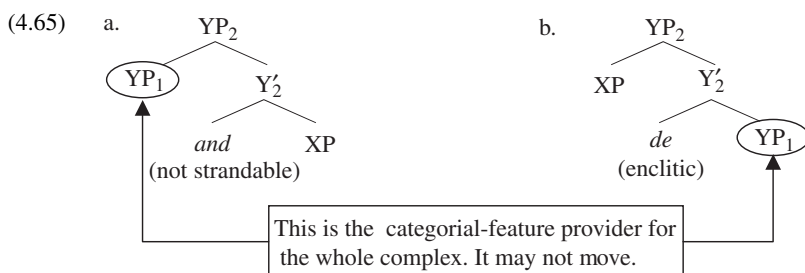 (4.65) a. YP₂ b. YP₂
YP₁ Y′₂ XP Y′₂
and XP de YP₁
(not strandable) (enclitic)
This is the categorial-feature provider for
the whole complex. It may not move.